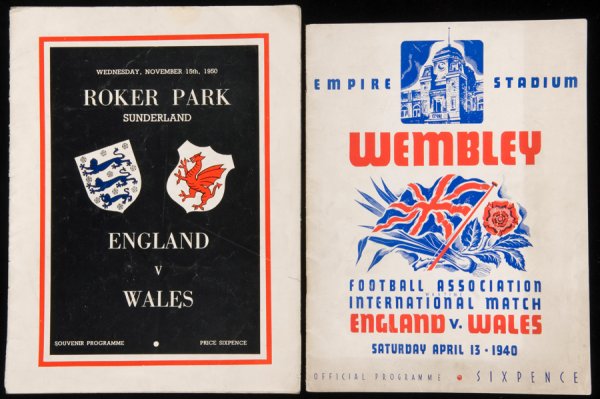 WEDNESDAY, NOVEMBER 15th, 1950
ROKER PARK
SUNDERLAND
ENGLAND
v
WALES
SOUVENIR PROGRAMME
PRICE SIXPENCE
EMPIRE STADIUM
WEMBLEY
FOOTBALL ASSOCIATION
INTERNATIONAL MATCH
ENGLAND v. WALES
SATURDAY APRIL 13 • 1940
OFFICIAL PROGRAMME • SIXPENCE